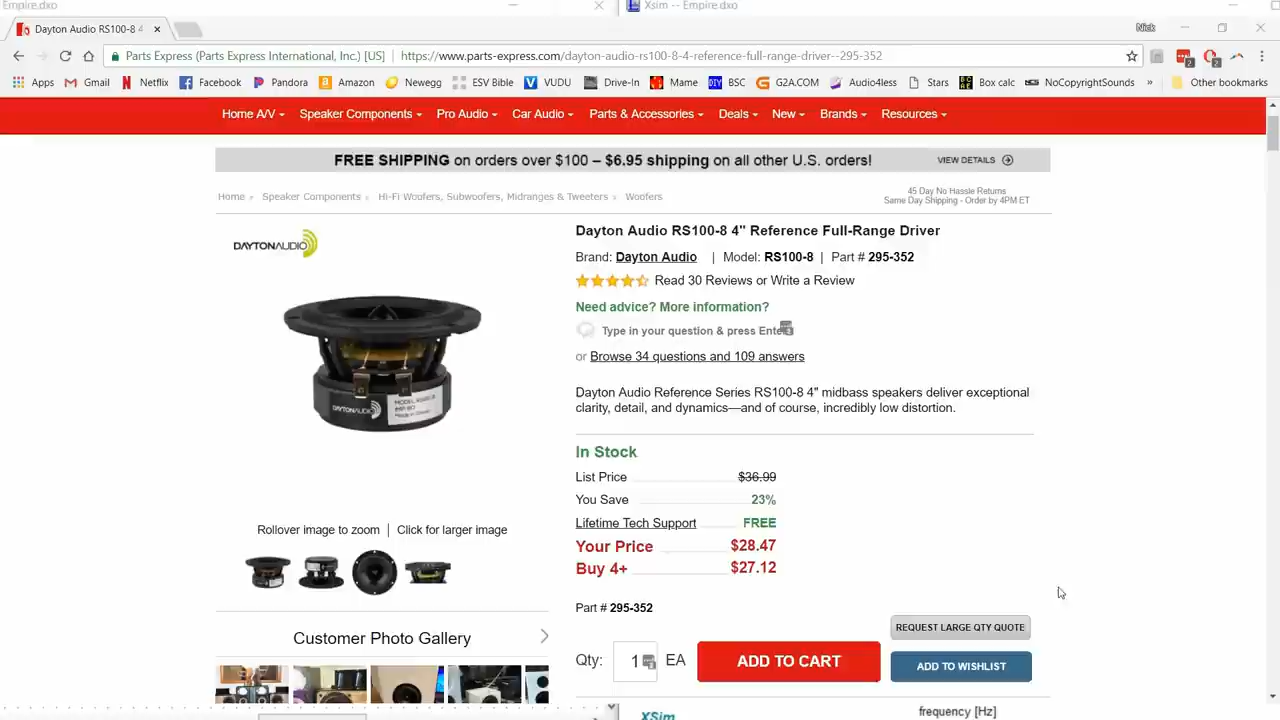 Empire.dxo
Xsim -- Empire.dxo
Dayton Audio RS100-8 4
Nick
Parts Express (Parts Express International, Inc.) [US]
https://www.parts-express.com/dayton-audio-rs100-8-4-reference-full-range-driver--295-352
Apps Gmail Netflix Facebook Pandora Amazon Newegg ESV Bible VUDU Drive-In Mame BSC G2A.COM Audio4less Stars Box calc NoCopyrightSounds » Other bookmarks
Home A/V Speaker Components Pro Audio Car Audio Parts & Accessories Deals New Brands Resources
FREE SHIPPING on orders over $100 – $6.95 shipping on all other U.S. orders! VIEW DETAILS
Home Speaker Components Hi-Fi Woofers, Subwoofers, Midranges & Tweeters Woofers
45 Day No Hassle Returns
Same Day Shipping - Order by 4PM ET
DAYTONAUDIO
Dayton Audio RS100-8 4" Reference Full-Range Driver
Brand: Dayton Audio | Model: RS100-8 | Part # 295-352
Read 30 Reviews or Write a Review
Need advice? More information?
Type in your question & press Ente
or Browse 34 questions and 109 answers
DAYTONAUDIO
Dayton Audio Reference Series RS100-8 4" midbass speakers deliver exceptional
clarity, detail, and dynamics—and of course, incredibly low distortion.
In Stock
List Price $36.99
You Save 23%
Lifetime Tech Support FREE
Your Price $28.47
Buy 4+ $27.12
Rollover image to zoom | Click for larger image
Part # 295-352
REQUEST LARGE QTY QUOTE
Customer Photo Gallery
Qty: 1 EA
ADD TO CART
ADD TO WISHLIST
XSim
frequency [Hz]